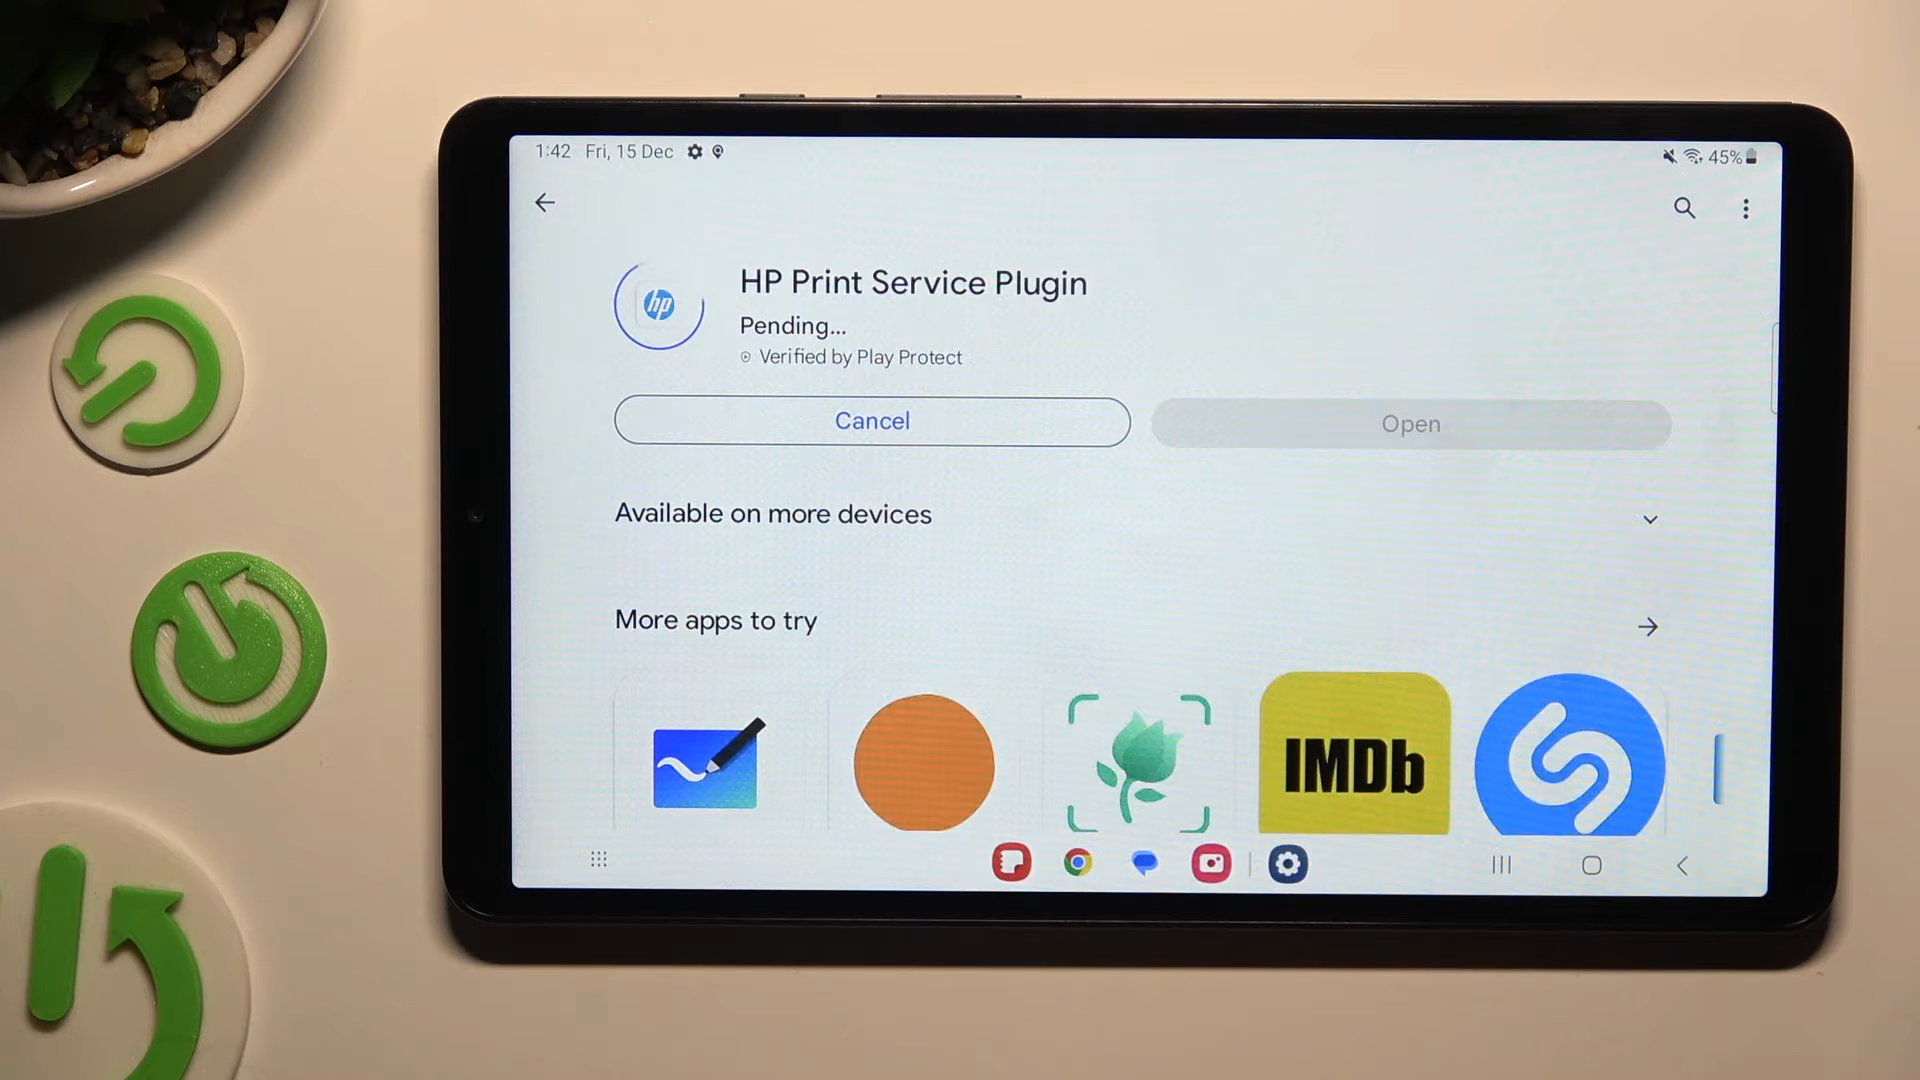 1:42 Fri, 15 Dec
45%
hp
HP Print Service Plugin
Pending...
Verified by Play Protect
Cancel
Open
Available on more devices
More apps to try
IMDb